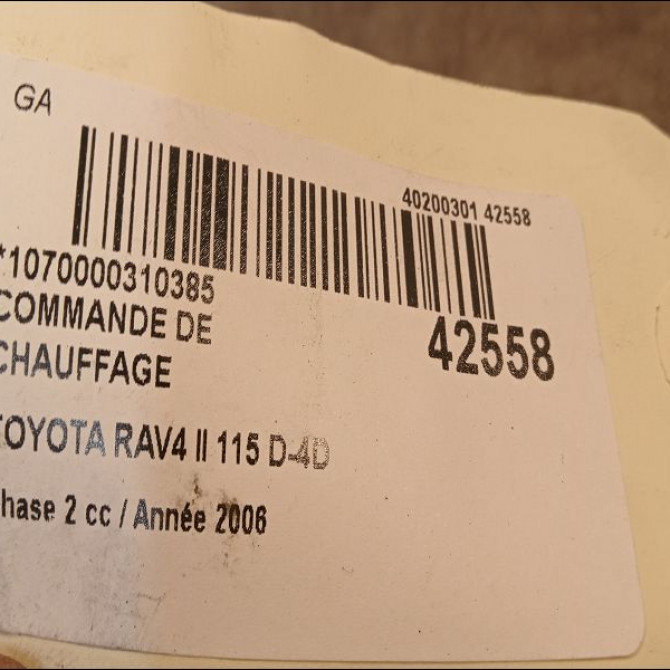 GA
40200301 42558
*1070000310385
COMMANDE DE
CHAUFFAGE
42558
TOYOTA RAV4 II 115 D-4D
hase 2 cc / Année 2006